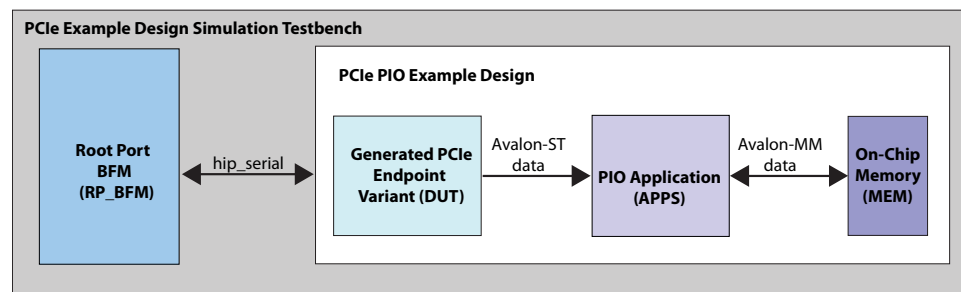 PCIe Example Design Simulation Testbench
PCIe PIO Example Design
Root Port
BFM
(RP_BFM)
hip_serial
Generated PCIe
Endpoint
Variant (DUT)
Avalon-ST
data
PIO Application
(APPS)
Avalon-MM
data
On-Chip
Memory
(MEM)